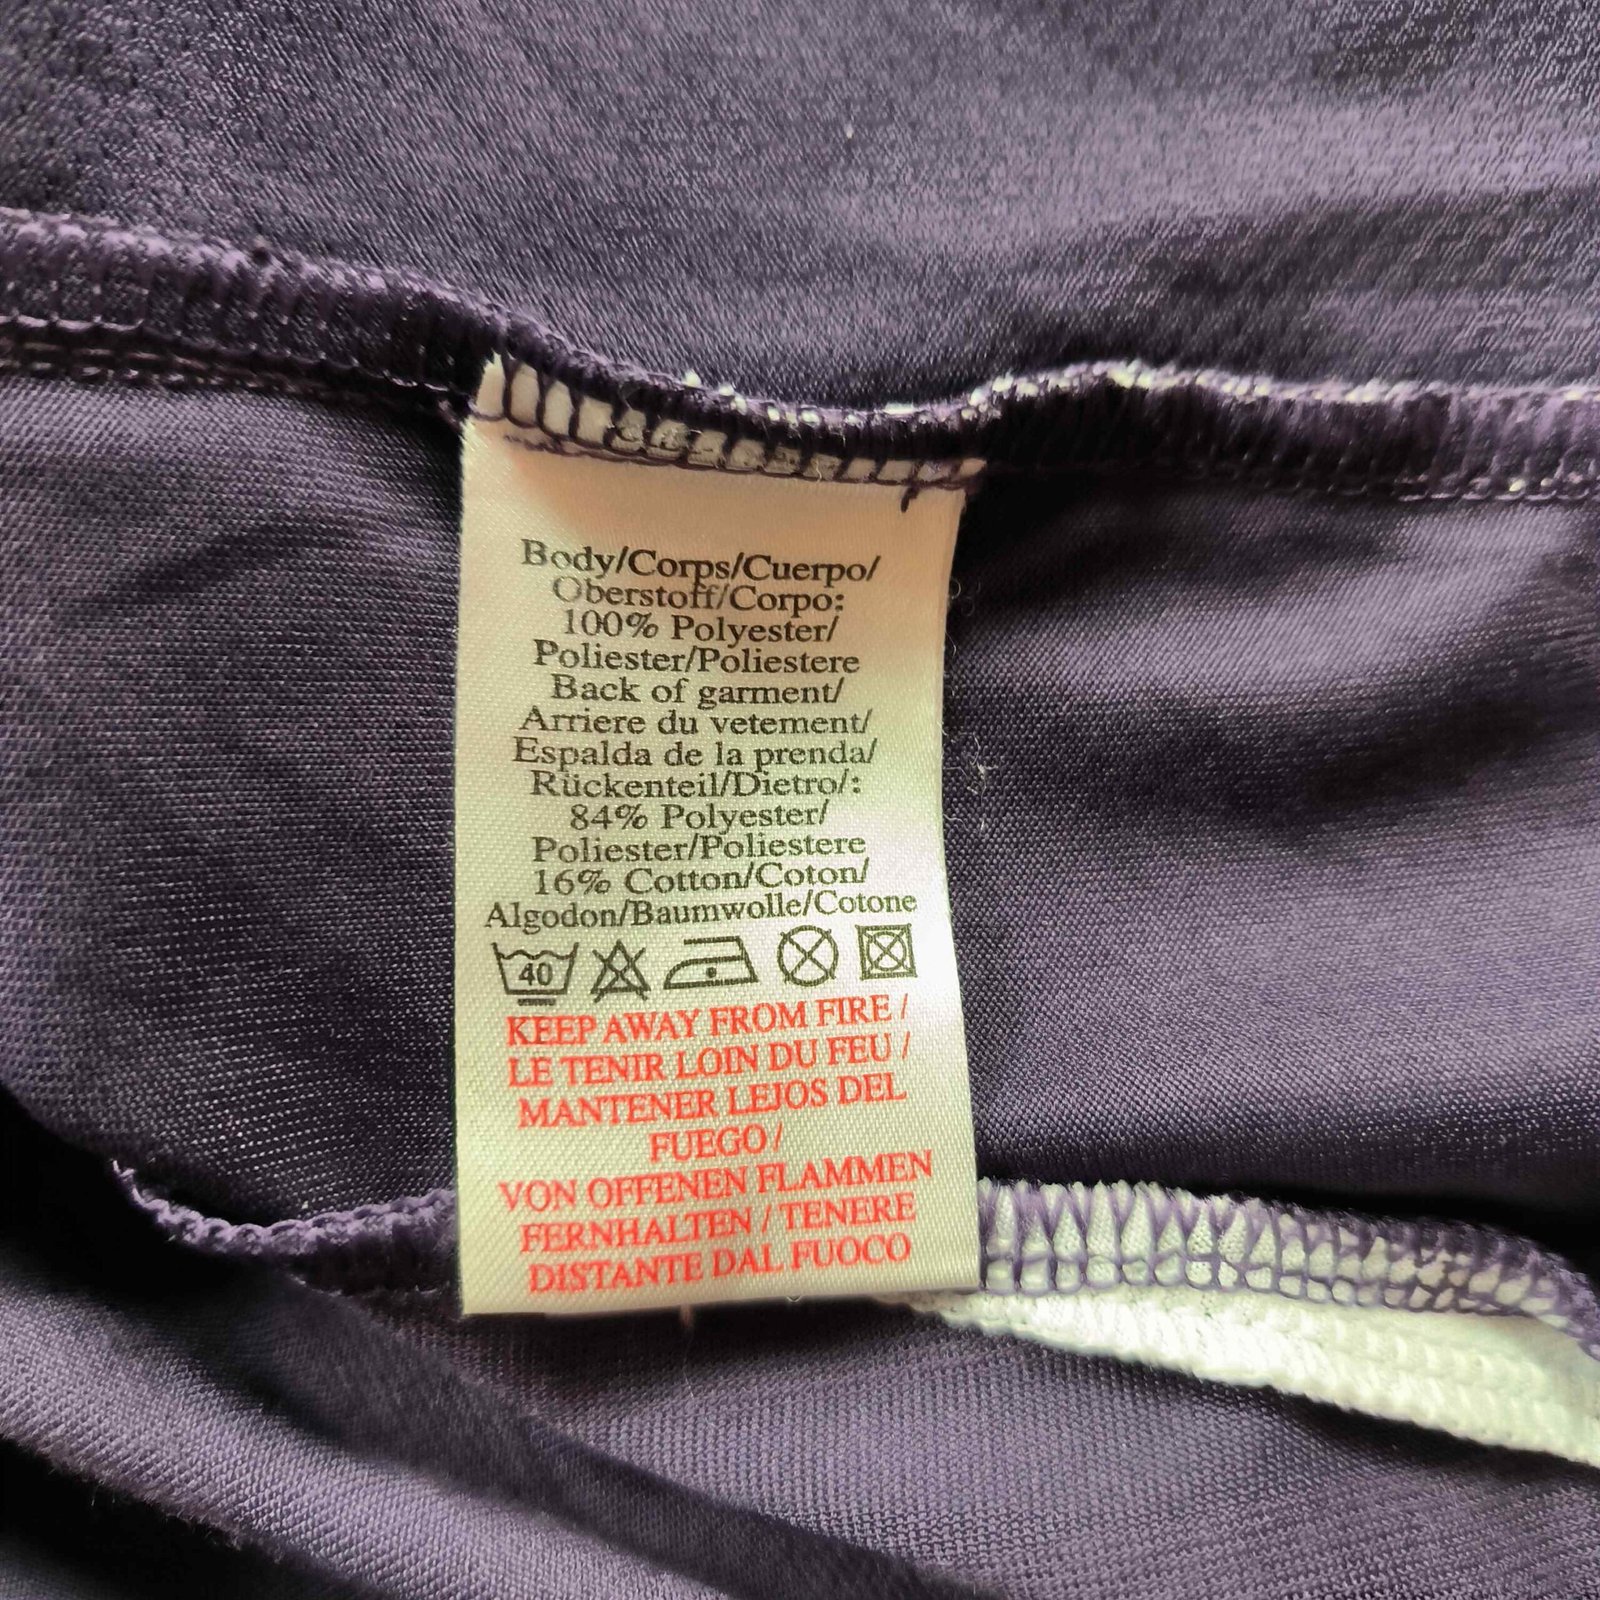 Body/Corps/Cuerpo/
Oberstoff/Corpo:
100% Polyester/
Poliester/Poliestere
Back of garment/
Arriere du vetement/
Espalda de la prenda/
Rückenteil/Dietro/:
84% Polyester/
Poliester/Poliestere
16% Cotton/Coton/
Algodon/Baumwolle/Cotone
40
KEEP AWAY FROM FIRE /
LE TENIR LOIN DU FEU /
MANTENER LEJOS DEL
FUEGO /
VON OFFENEN FLAMMEN
FERNHALTEN / TENERE
DISTANTE DAL FUOCO